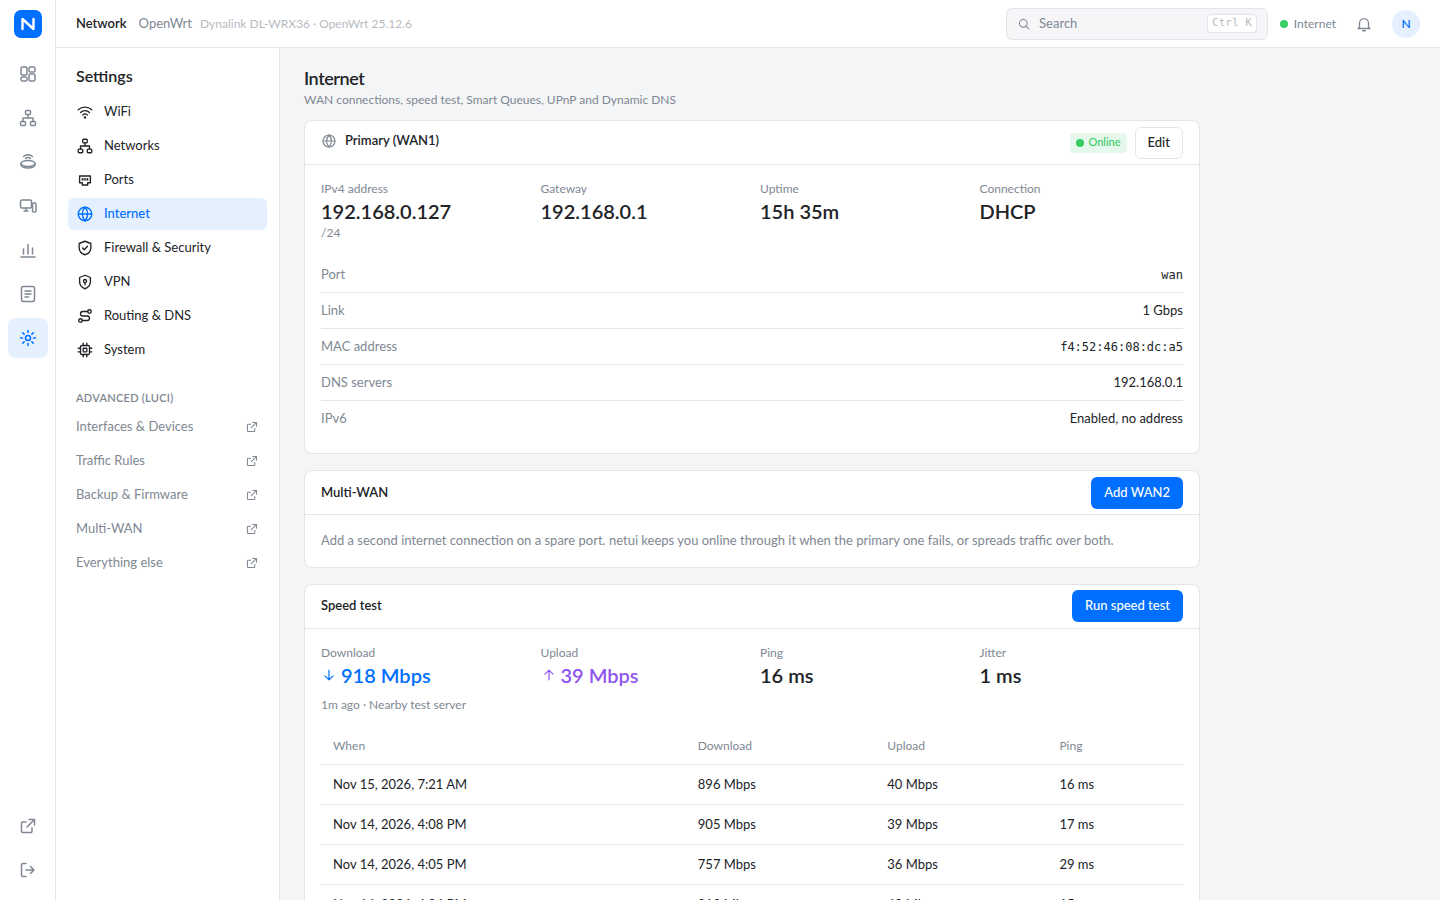 Network OpenWrt Dynalink DL-WRX36 · OpenWrt 25.12.6
Search Ctrl K
Internet
N
Settings
WiFi
Networks
Ports
Internet
Firewall & Security
VPN
Routing & DNS
System
ADVANCED (LUCI)
Interfaces & Devices
Traffic Rules
Backup & Firmware
Multi-WAN
Everything else
Internet
WAN connections, speed test, Smart Queues, UPnP and Dynamic DNS
Primary (WAN1) Online Edit
IPv4 address Gateway Uptime Connection
192.168.0.127 192.168.0.1 15h 35m DHCP
/24
Port wan
Link 1 Gbps
MAC address f4:52:46:08:dc:a5
DNS servers 192.168.0.1
IPv6 Enabled, no address
Multi-WAN Add WAN2
Add a second internet connection on a spare port. netui keeps you online through it when the primary one fails, or spreads traffic over both.
Speed test Run speed test
Download Upload Ping Jitter
↓ 918 Mbps ↑ 39 Mbps 16 ms 1 ms
1m ago · Nearby test server
When Download Upload Ping
Nov 15, 2026, 7:21 AM 896 Mbps 40 Mbps 16 ms
Nov 14, 2026, 4:08 PM 905 Mbps 39 Mbps 17 ms
Nov 14, 2026, 4:05 PM 757 Mbps 36 Mbps 29 ms